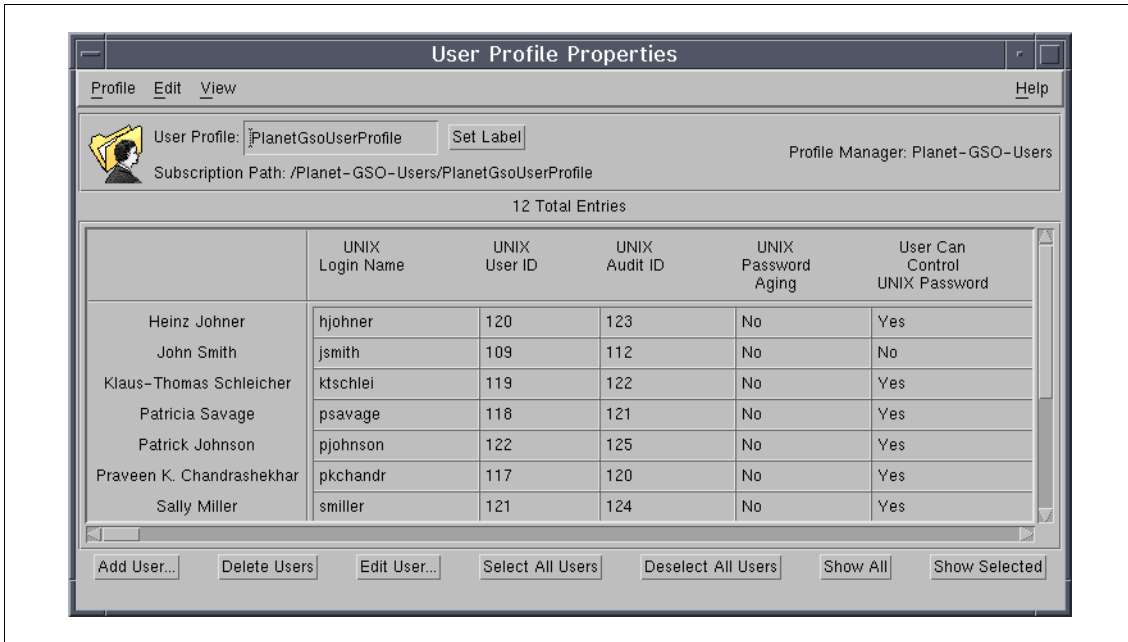 User Profile Properties
Profile Edit View Help
User Profile: PlanetGsoUserProfile Set Label
Profile Manager: Planet-GSO-Users
Subscription Path: /Planet-GSO-Users/PlanetGsoUserProfile
12 Total Entries
UNIX Login Name UNIX User ID UNIX Audit ID UNIX Password Aging User Can Control UNIX Password
Heinz Johner hjohner 120 123 No Yes
John Smith jsmith 109 112 No No
Klaus-Thomas Schleicher ktschlei 119 122 No Yes
Patricia Savage psavage 118 121 No Yes
Patrick Johnson pjohnson 122 125 No Yes
Praveen K. Chandrashekhar pkchandr 117 120 No Yes
Sally Miller smiller 121 124 No Yes
Add User... Delete Users Edit User... Select All Users Deselect All Users Show All Show Selected